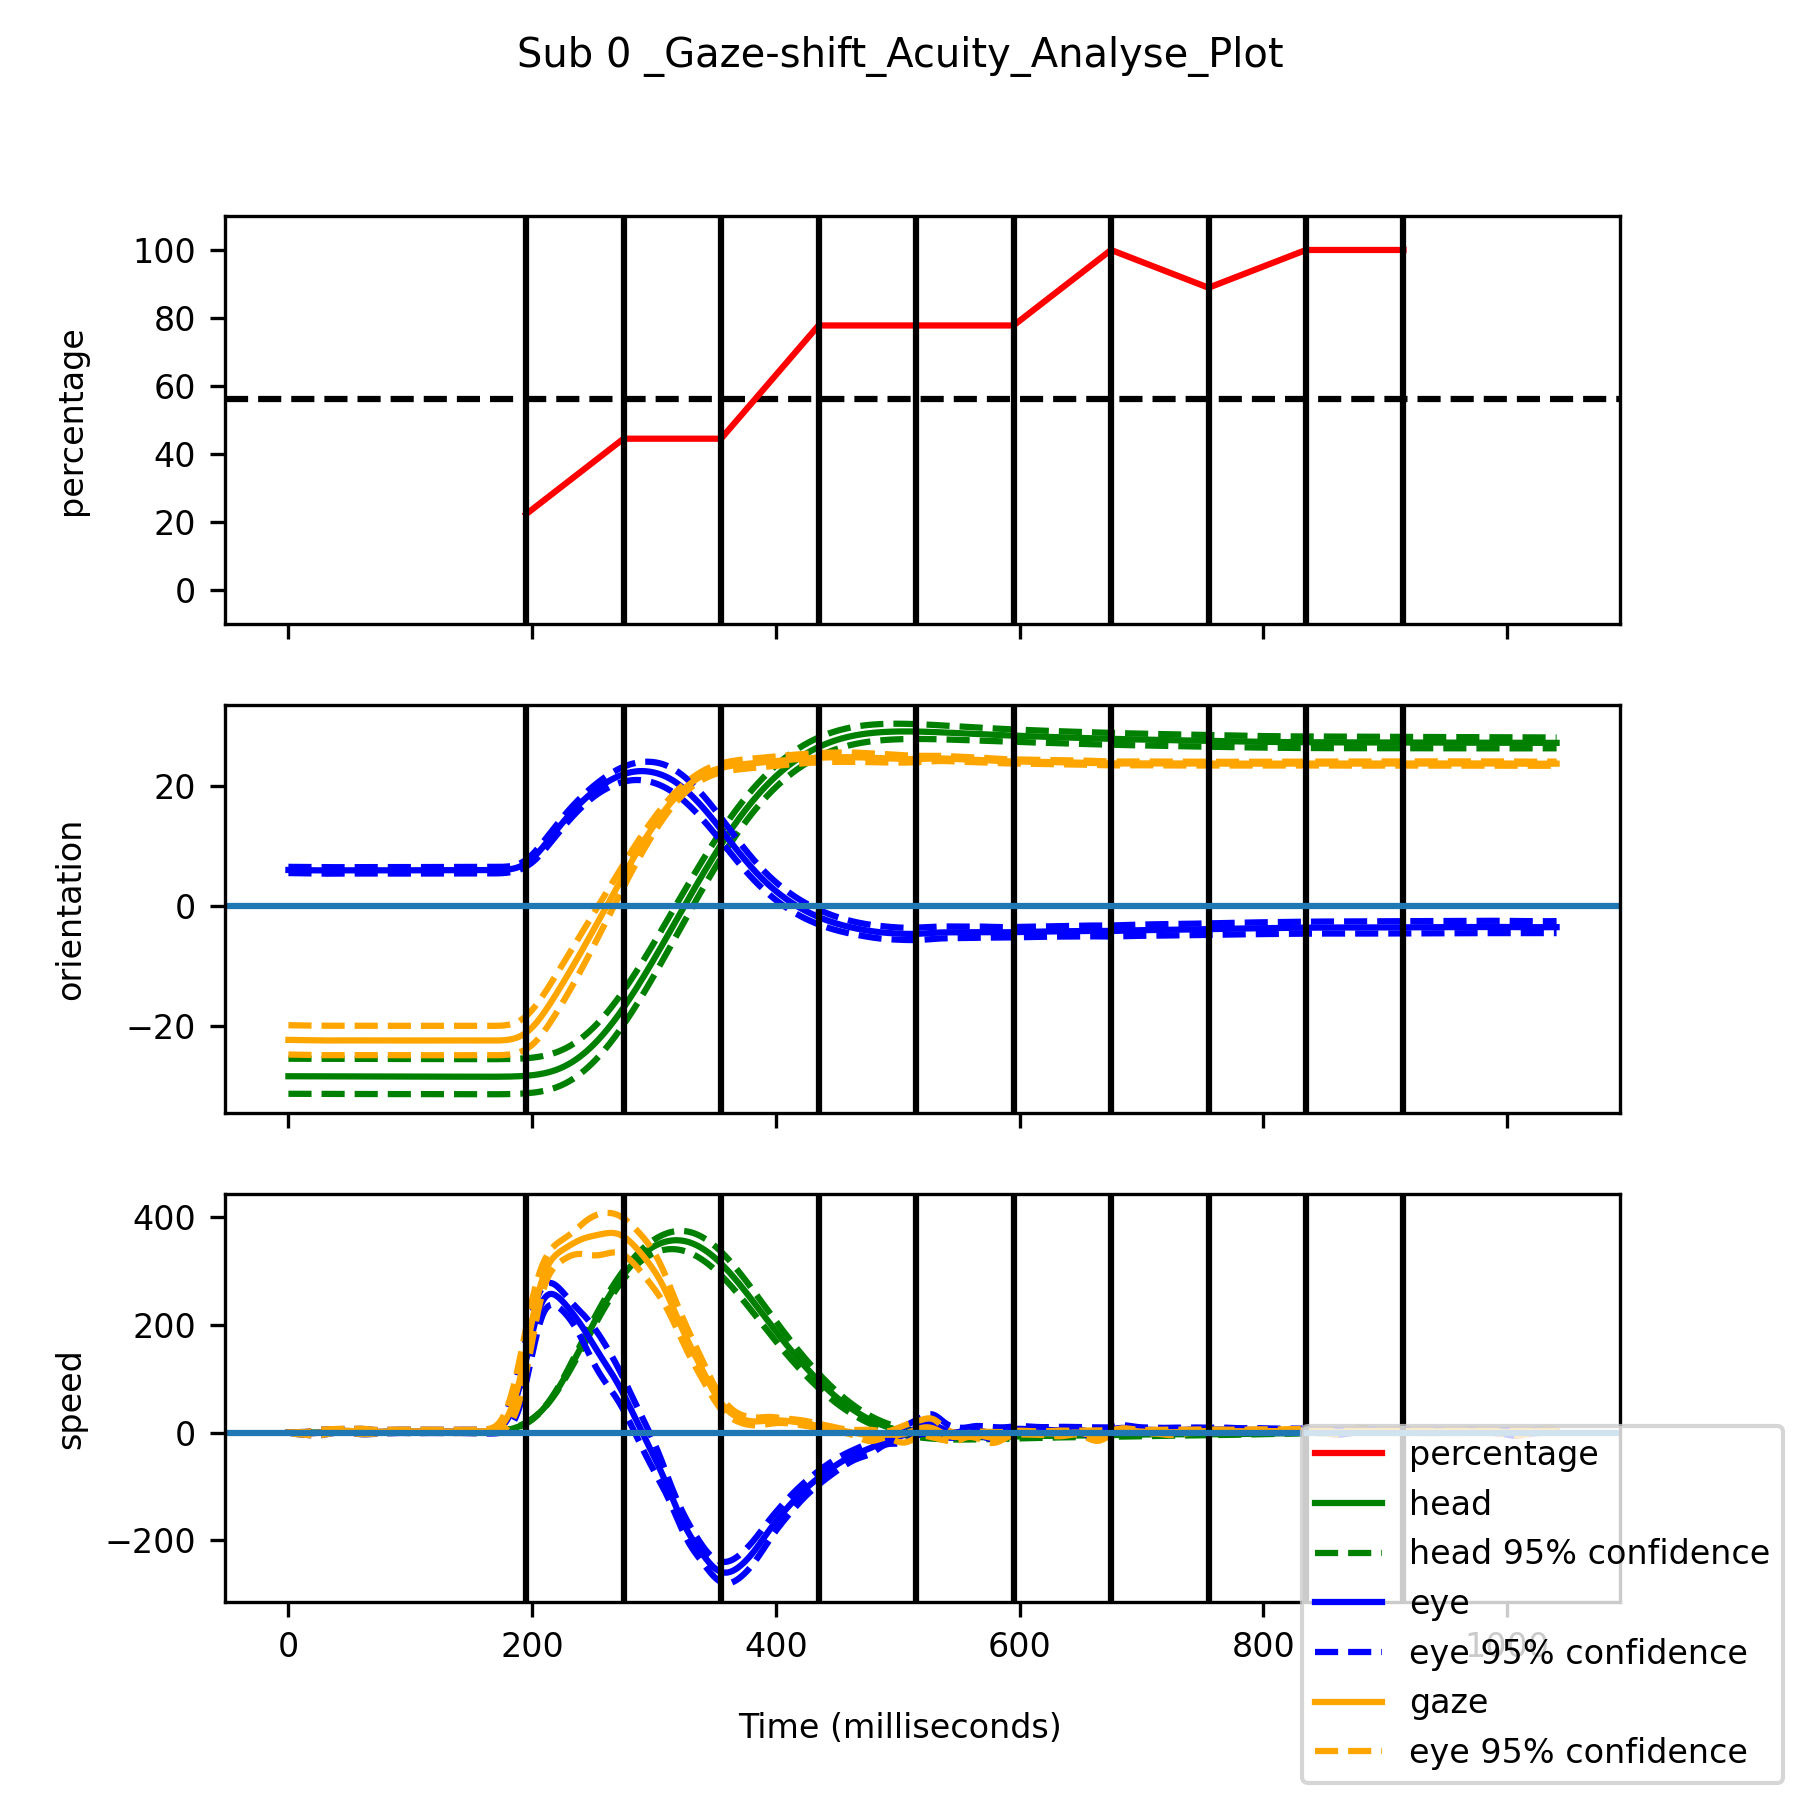 Sub 0 _Gaze-shift_Acuity_Analyse_Plot
100
80
60
40
20
0
percentage
20
0
−20
orientation
400
200
0
−200
speed
0 200 400 600 800 1000
Time (milliseconds)
percentage
head
head 95% confidence
eye
eye 95% confidence
gaze
eye 95% confidence